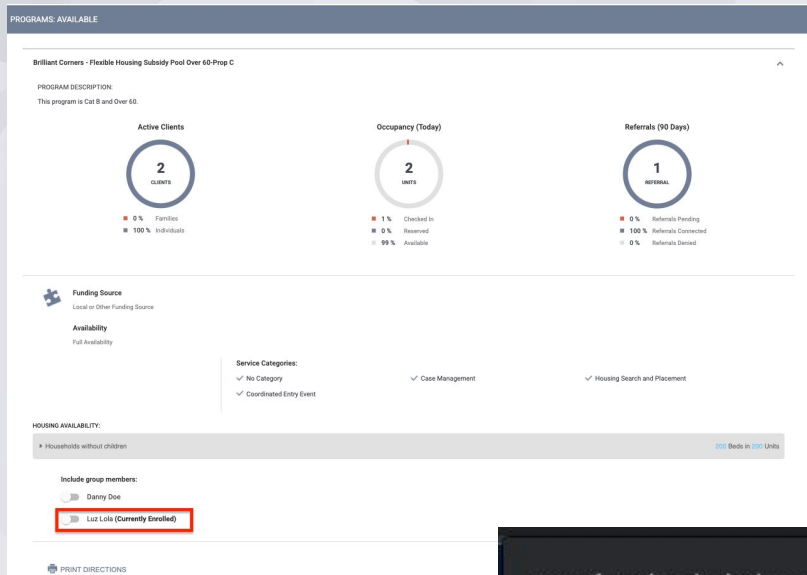 PROGRAMS: AVAILABLE
Brilliant Corners - Flexible Housing Subsidy Pool Over 60-Prop C
PROGRAM DESCRIPTION:
This program is Cat B and Over 60.
Active Clients
2
CLIENTS
0 % Families
100 % Individuals
Occupancy (Today)
2
UNITS
1 % Checked In
0 % Reserved
99 % Available
Referrals (90 Days)
1
REFERRAL
0 % Referrals Pending
100 % Referrals Connected
0 % Referrals Denied
Funding Source
Local or Other Funding Source
Availability
Full Availability
Service Categories:
No Category
Case Management
Housing Search and Placement
Coordinated Entry Event
HOUSING AVAILABILITY:
Households without children
200 Beds in 200 Units
Include group members:
Danny Doe
Luz Lola (Currently Enrolled)
PRINT DIRECTIONS